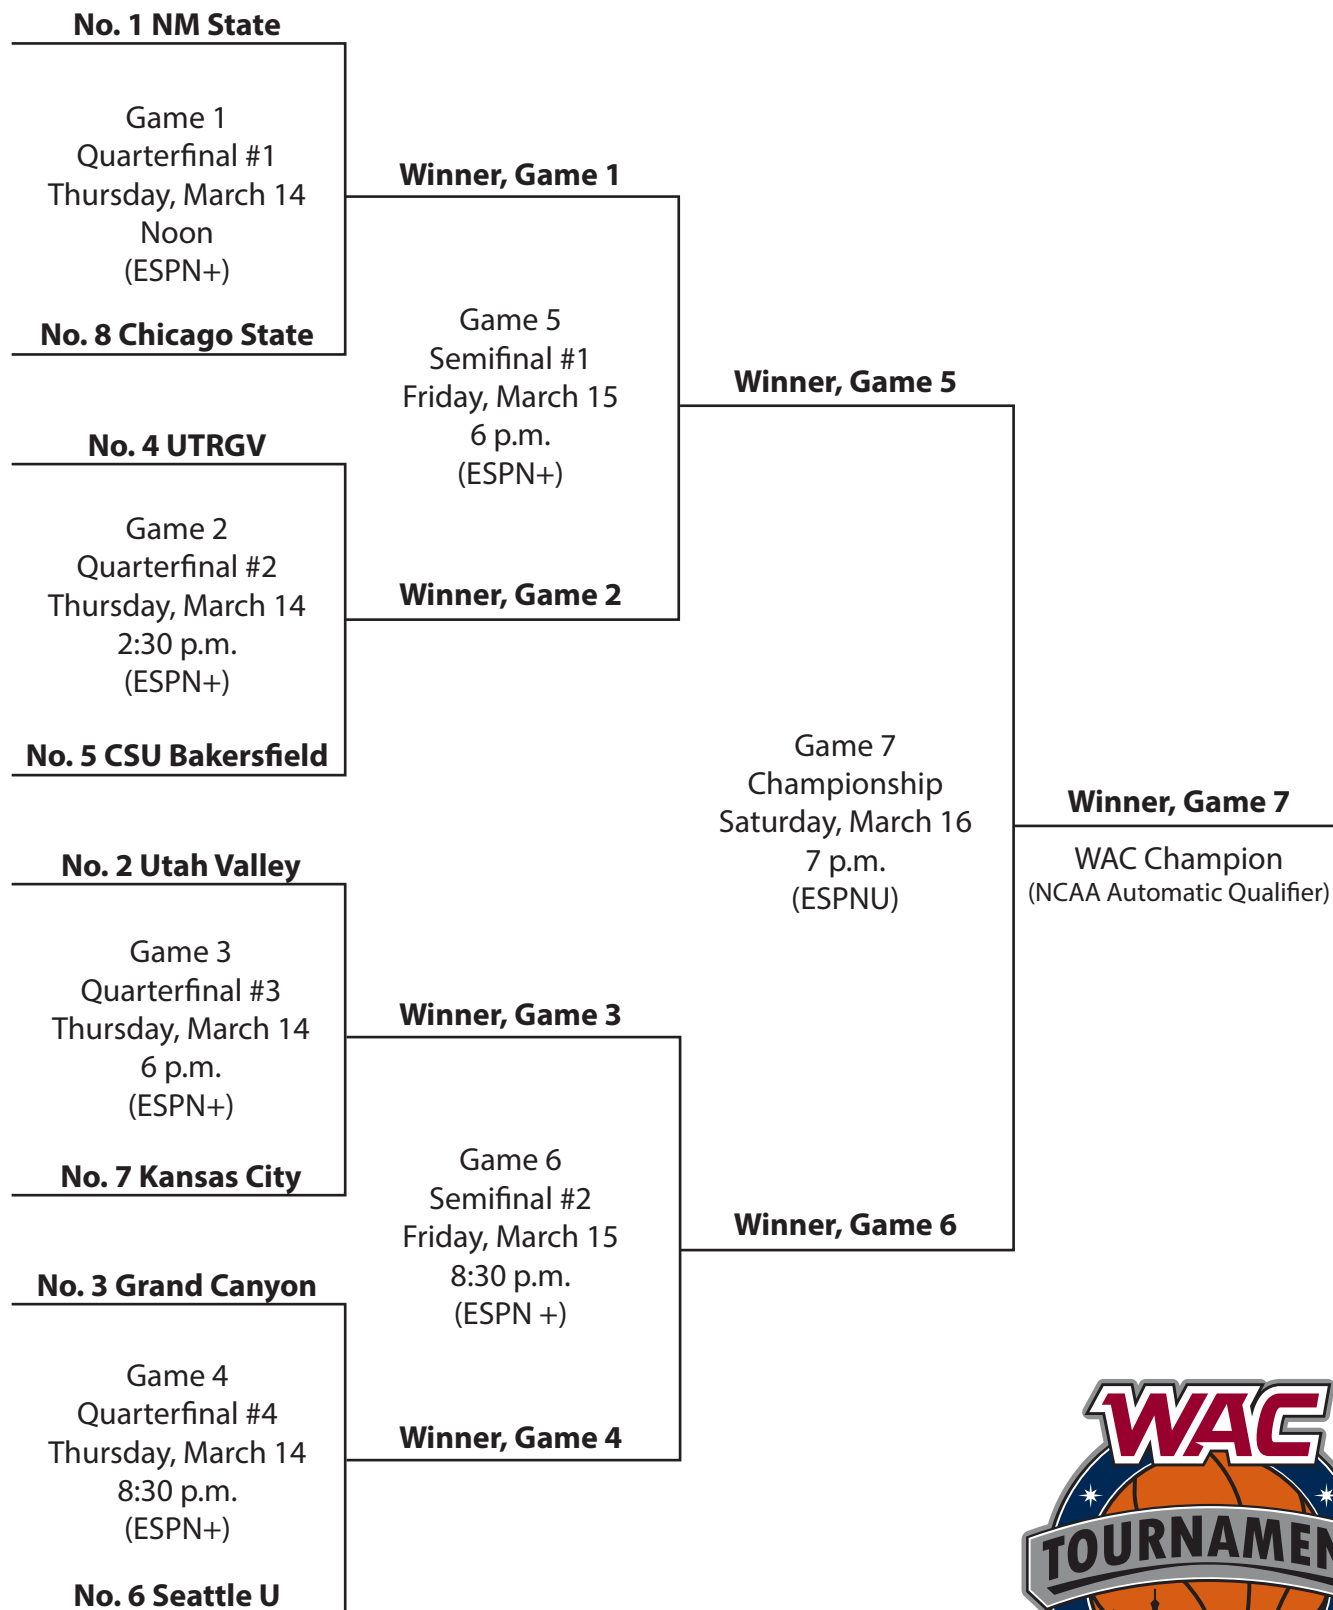 No. 1 NM State
Game 1
Quarterfinal #1
Thursday, March 14
Noon
(ESPN+)
No. 8 Chicago State
No. 4 UTRGV
Game 2
Quarterfinal #2
Thursday, March 14
2:30 p.m.
(ESPN+)
No. 5 CSU Bakersfield
No. 2 Utah Valley
Game 3
Quarterfinal #3
Thursday, March 14
6 p.m.
(ESPN+)
No. 7 Kansas City
No. 3 Grand Canyon
Game 4
Quarterfinal #4
Thursday, March 14
8:30 p.m.
(ESPN+)
No. 6 Seattle U
Winner, Game 1
Game 5
Semifinal #1
Friday, March 15
6 p.m.
(ESPN+)
Winner, Game 2
Winner, Game 3
Game 6
Semifinal #2
Friday, March 15
8:30 p.m.
(ESPN +)
Winner, Game 4
Winner, Game 5
Game 7
Championship
Saturday, March 16
7 p.m.
(ESPNU)
Winner, Game 6
Winner, Game 7
WAC Champion
(NCAA Automatic Qualifier)
WAC
TOURNAMEN